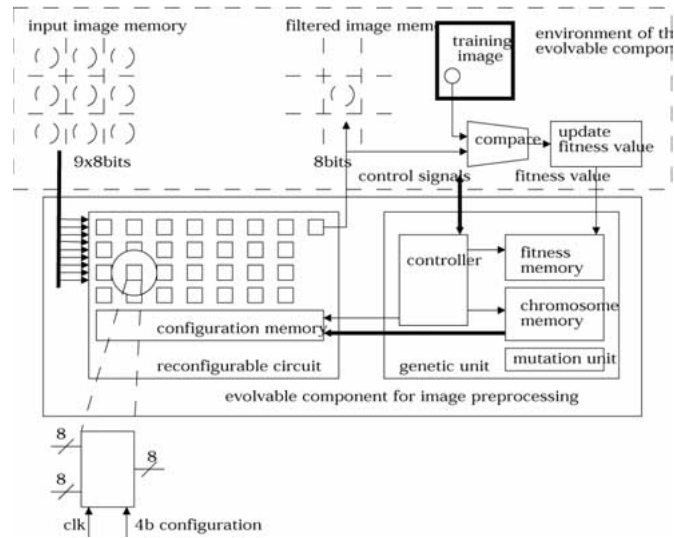 input image memory
filtered image mem
training
image
environment of th
evolvable compon
compare
update
fitness value
9x8bits
8bits
control signals
fitness value
controller
fitness
memory
chromosome
memory
configuration memory
mutation unit
reconfigurable circuit
genetic unit
evolvable component for image preprocessing
8
8
8
clk
4b configuration